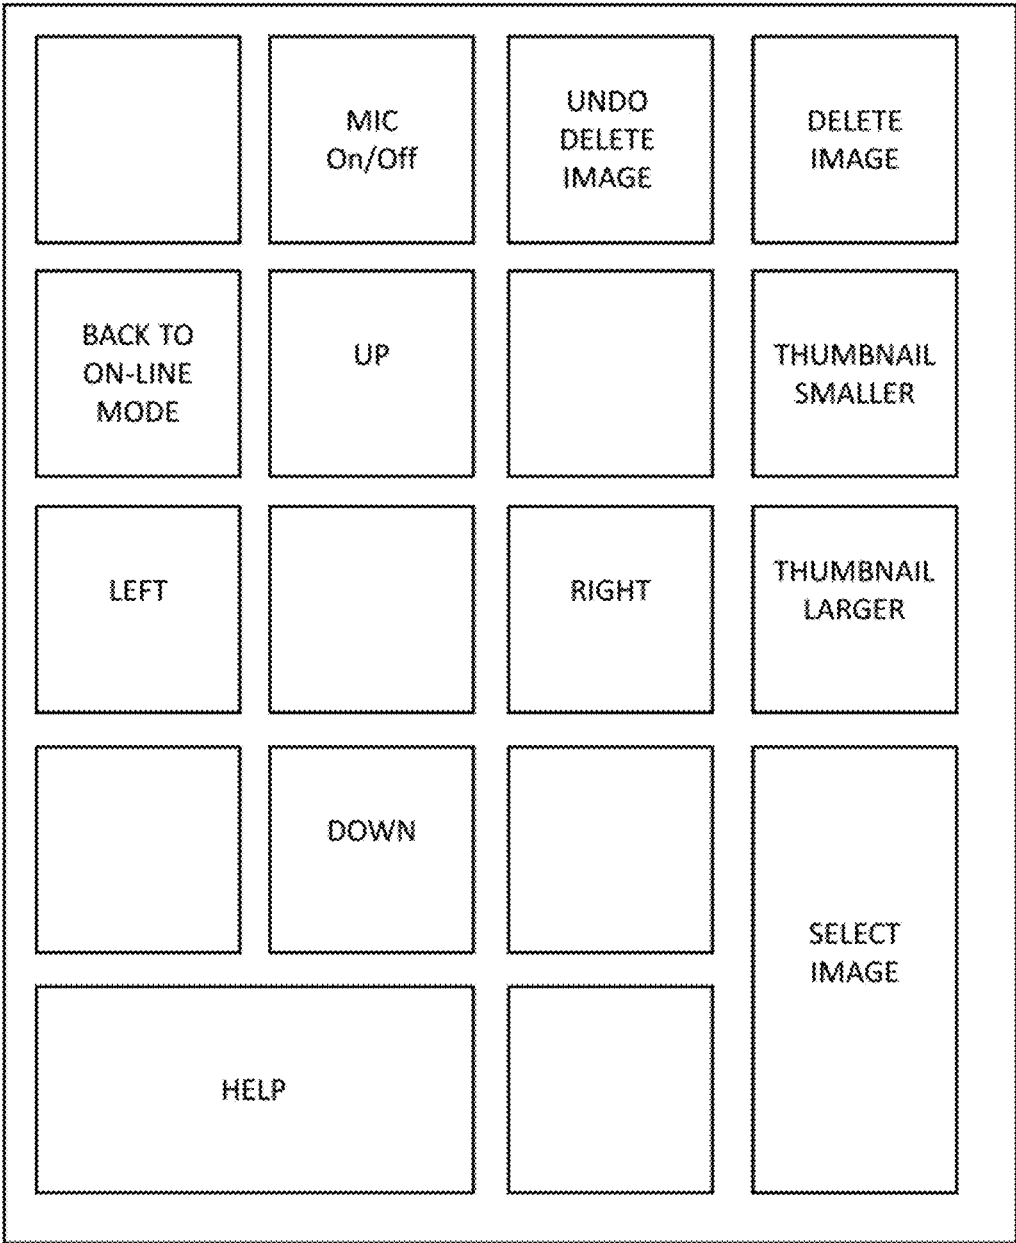 MIC
On/Off
UNDO
DELETE
IMAGE
DELETE
IMAGE
BACK TO
ON-LINE
MODE
UP
THUMBNAIL
SMALLER
LEFT
RIGHT
THUMBNAIL
LARGER
DOWN
SELECT
IMAGE
HELP